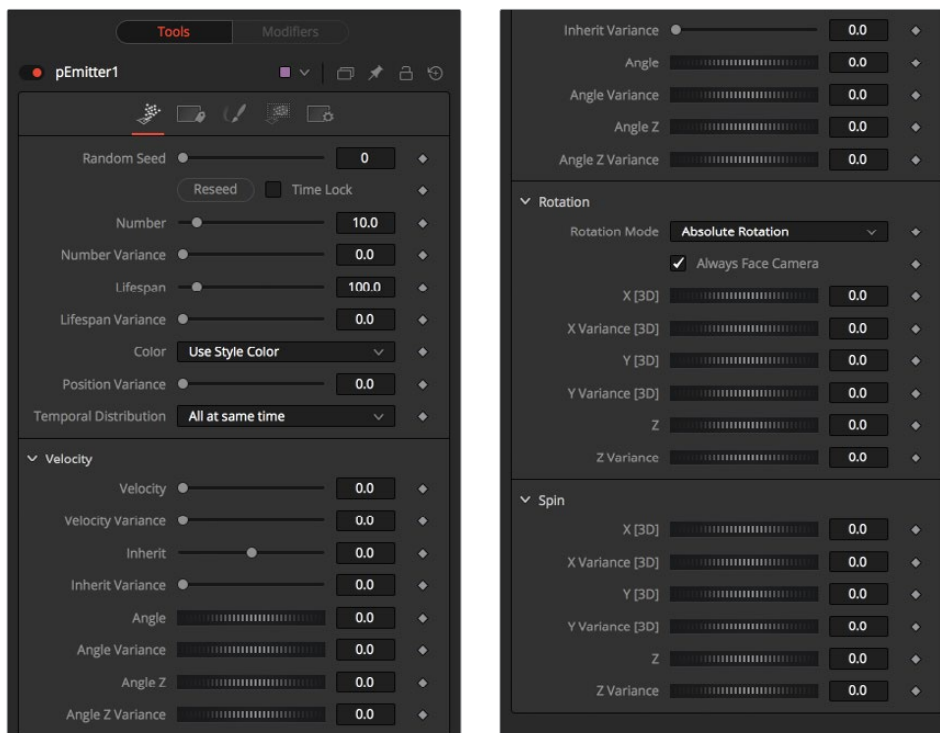 Tools Modifiers
pEmitter1
Random Seed 0
Reseed Time Lock
Number 10.0
Number Variance 0.0
Lifespan 100.0
Lifespan Variance 0.0
Color Use Style Color
Position Variance 0.0
Temporal Distribution All at same time
Velocity
Velocity 0.0
Velocity Variance 0.0
Inherit 0.0
Inherit Variance 0.0
Angle 0.0
Angle Variance 0.0
Angle Z 0.0
Angle Z Variance 0.0
Inherit Variance 0.0
Angle 0.0
Angle Variance 0.0
Angle Z 0.0
Angle Z Variance 0.0
Rotation
Rotation Mode Absolute Rotation
Always Face Camera
X [3D] 0.0
X Variance [3D] 0.0
Y [3D] 0.0
Y Variance [3D] 0.0
Z 0.0
Z Variance 0.0
Spin
X [3D] 0.0
X Variance [3D] 0.0
Y [3D] 0.0
Y Variance [3D] 0.0
Z 0.0
Z Variance 0.0